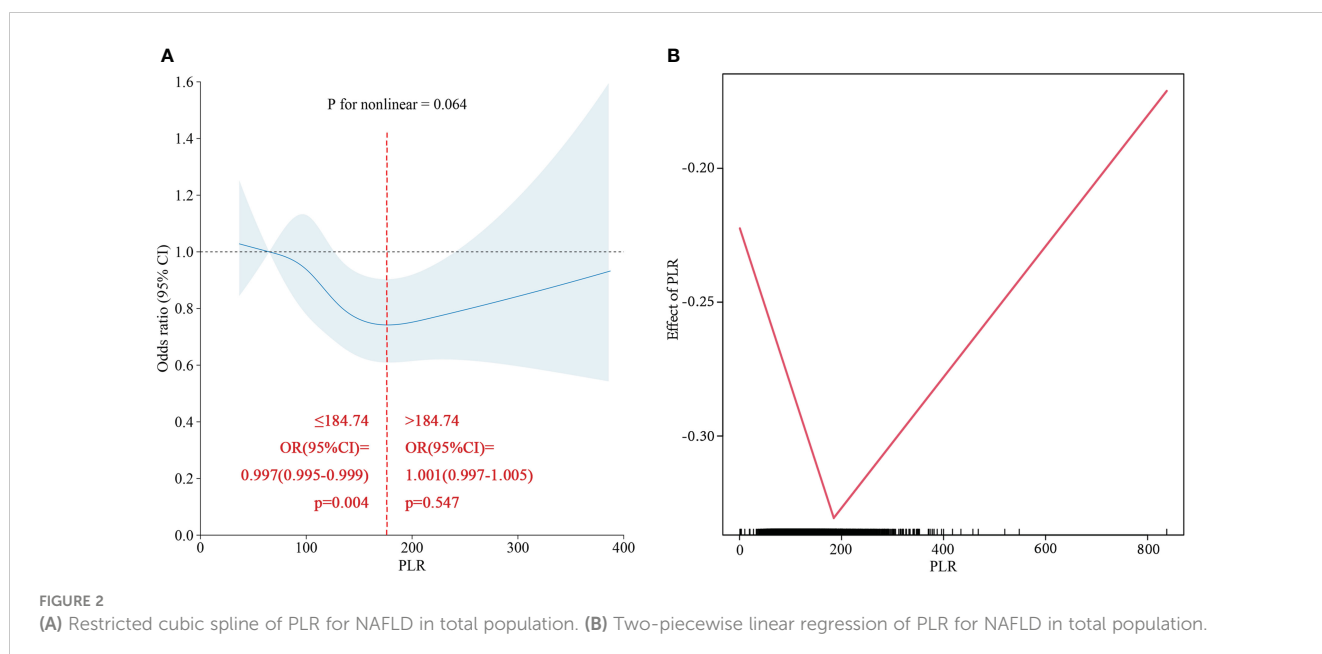 A
1.6
1.4
1.2
1.0
0.8
0.6
0.4
0.2
0.0
Odds ratio (95% CI)
P for nonlinear = 0.064
≤184.74
OR(95%CI)=
0.997(0.995-0.999)
p=0.004
>184.74
OR(95%CI)=
1.001(0.997-1.005)
p=0.547
0
100
200
300
400
PLR
B
-0.20
-0.25
-0.30
Effect of PLR
0
200
400
600
800
PLR
FIGURE 2
(A) Restricted cubic spline of PLR for NAFLD in total population. (B) Two-piecewise linear regression of PLR for NAFLD in total population.